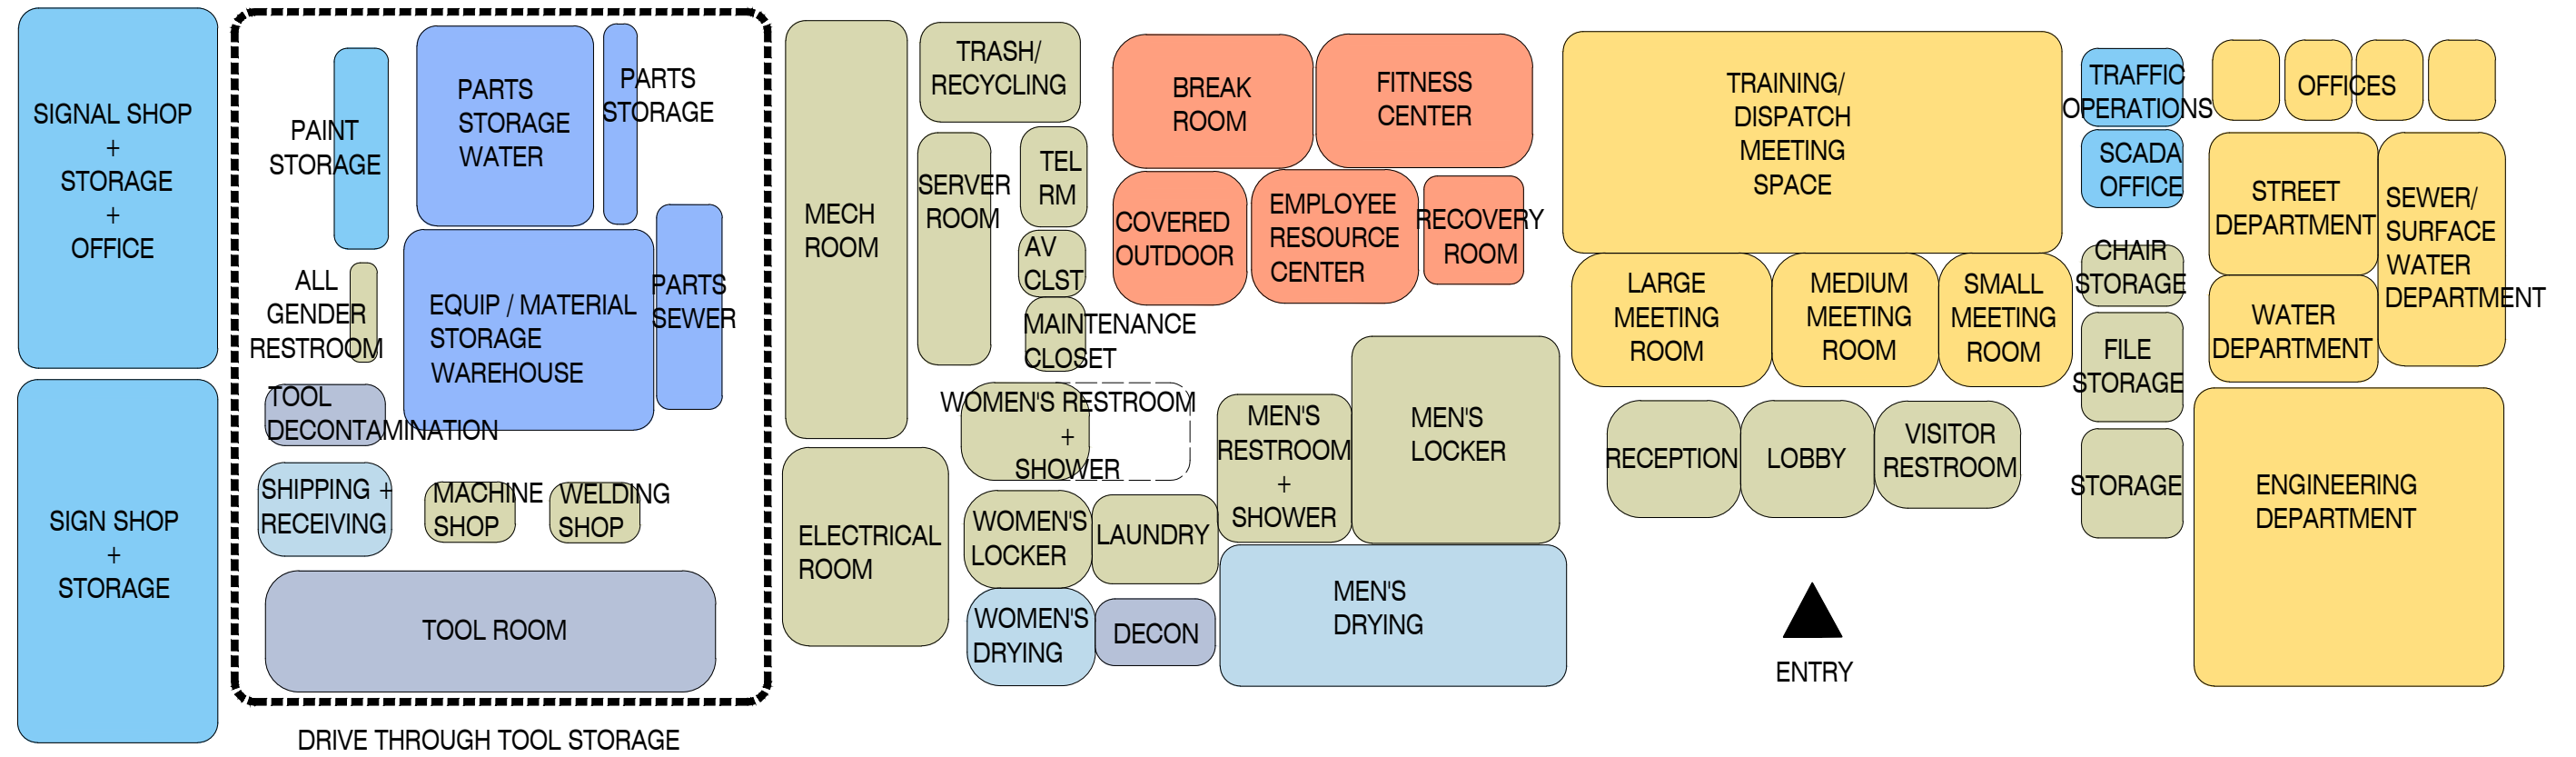 SIGNAL SHOP
+
STORAGE
+
OFFICE
SIGN SHOP
+
STORAGE
PAINT
STORAGE
PARTS
STORAGE
WATER
PARTS
STORAGE
ALL
GENDER
RESTROOM
EQUIP / MATERIAL
STORAGE
WAREHOUSE
PARTS
SEWER
TOOL
DECONTAMINATION
SHIPPING +
RECEIVING
MACHINE
SHOP
WELDING
SHOP
TOOL ROOM
DRIVE THROUGH TOOL STORAGE
MECH
ROOM
ELECTRICAL
ROOM
TRASH/
RECYCLING
SERVER
ROOM
TEL
RM
AV
CLST
MAINTENANCE
CLOSET
WOMEN'S RESTROOM
+
SHOWER
WOMEN'S
LOCKER
LAUNDRY
WOMEN'S
DRYING
DECON
BREAK
ROOM
FITNESS
CENTER
COVERED
OUTDOOR
EMPLOYEE
RESOURCE
CENTER
RECOVERY
ROOM
MEN'S
RESTROOM
+
SHOWER
MEN'S
LOCKER
MEN'S
DRYING
TRAINING/
DISPATCH
MEETING
SPACE
LARGE
MEETING
ROOM
MEDIUM
MEETING
ROOM
SMALL
MEETING
ROOM
RECEPTION
LOBBY
VISITOR
RESTROOM
ENTRY
TRAFFIC
OPERATIONS
SCADA
OFFICE
CHAIR
STORAGE
FILE
STORAGE
STORAGE
OFFICES
STREET
DEPARTMENT
SEWER/
SURFACE
WATER
DEPARTMENT
WATER
DEPARTMENT
ENGINEERING
DEPARTMENT